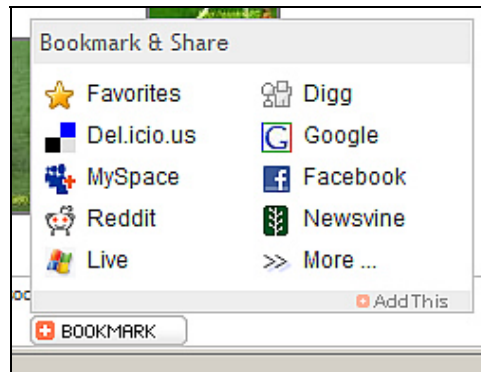 Bookmark & Share
Favorites
Digg
Del.icio.us
Google
MySpace
Facebook
Reddit
Newsvine
Live
More ...
AddThis
BOOKMARK